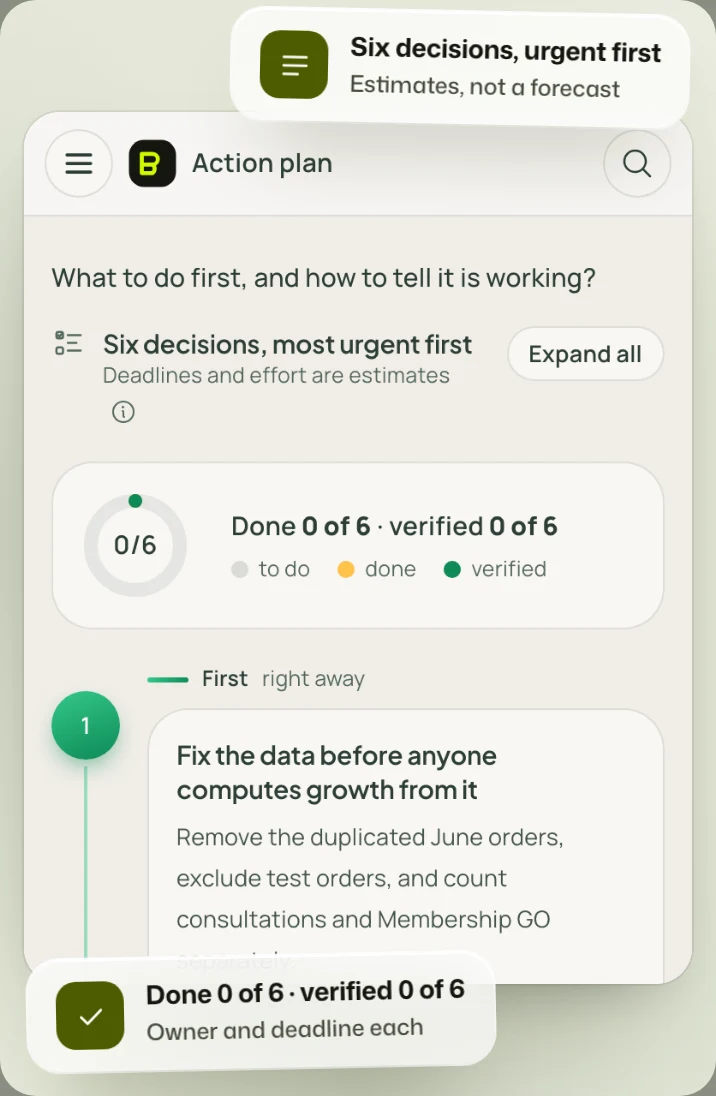 Six decisions, urgent first
Estimates, not a forecast
B Action plan
What to do first, and how to tell it is working?
Six decisions, most urgent first
Deadlines and effort are estimates
Expand all
0/6
Done 0 of 6 · verified 0 of 6
to do done verified
First right away
1
Fix the data before anyone
computes growth from it
Remove the duplicated June orders,
exclude test orders, and count
consultations and Membership GO
separately.
Done 0 of 6 · verified 0 of 6
Owner and deadline each